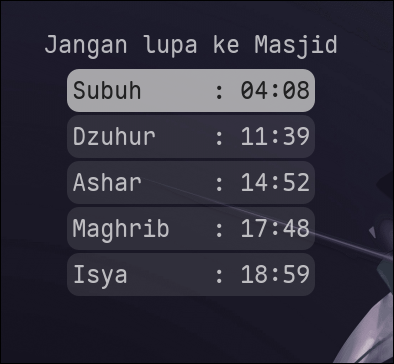 Jangan lupa ke Masjid
Subuh : 04:08
Dzuhur : 11:39
Ashar : 14:52
Maghrib : 17:48
Isya : 18:59